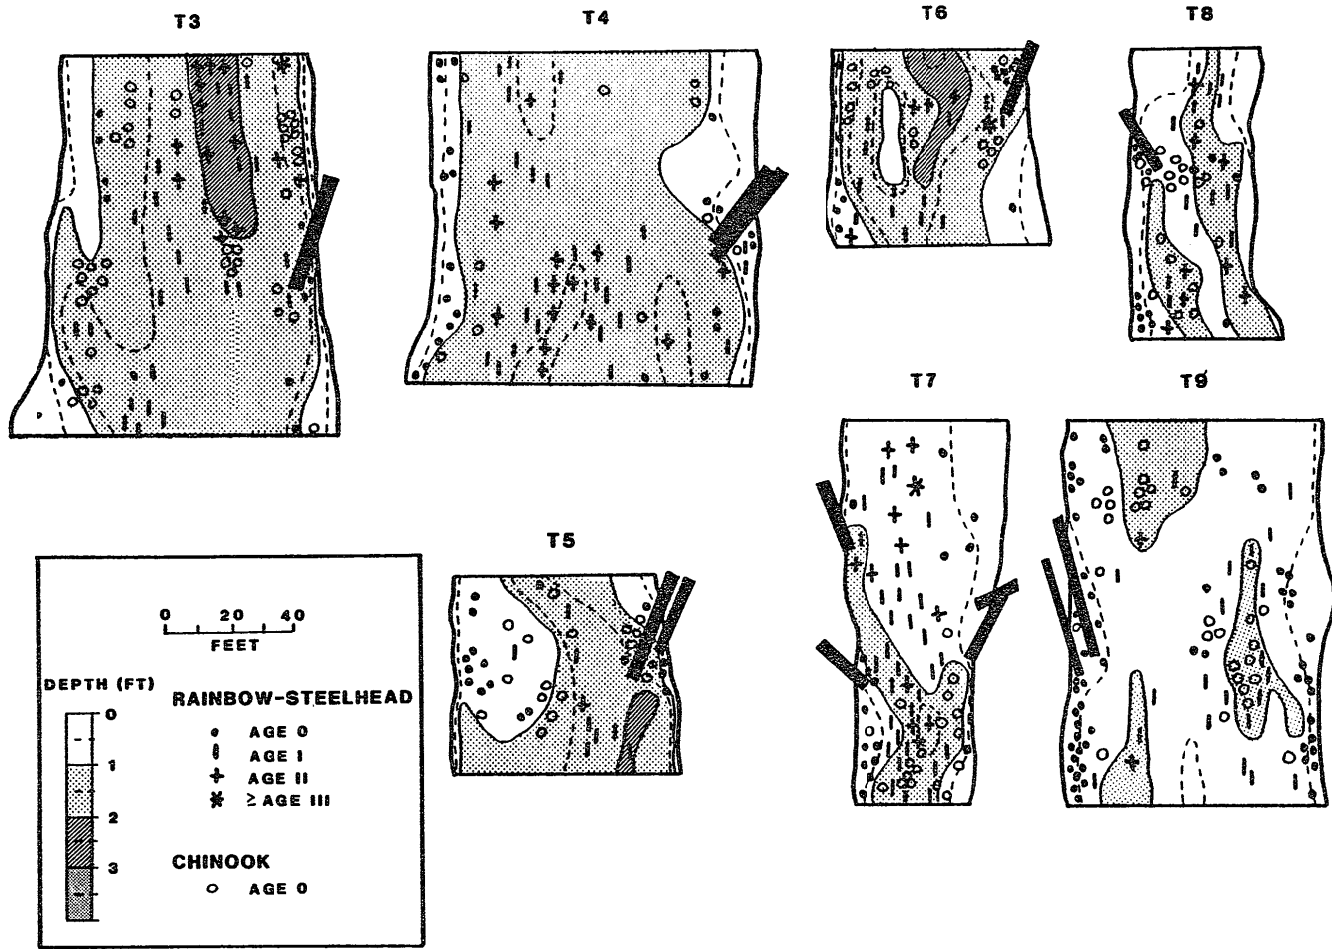 T3
T4
T6
T8
T7
T9
T5
0 20 40
FEET
DEPTH (FT)
0
1
2
3
RAINBOW-STEELHEAD
AGE 0
AGE I
AGE II
≥ AGE III
CHINOOK
AGE 0